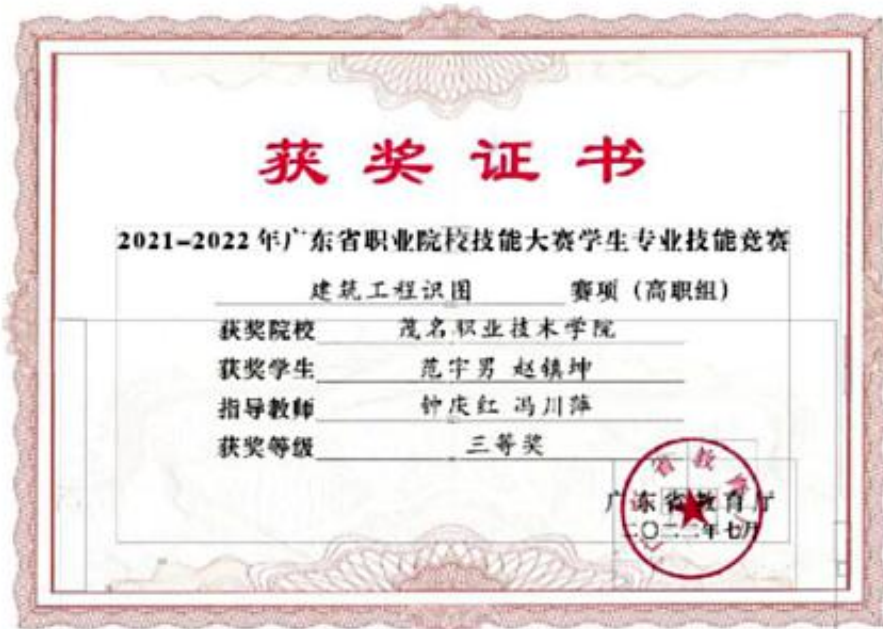 获奖证书
2021-2022年广东省职业院校技能大赛学生专业技能竞赛
建筑工程识图 赛项（高职组）
获奖院校 茂名职业技术学院
获奖学生 范宇男 赵镇坤
指导教师 钟庆红 冯川萍
获奖等级 三等奖
广东省教育厅
二〇二二年七月